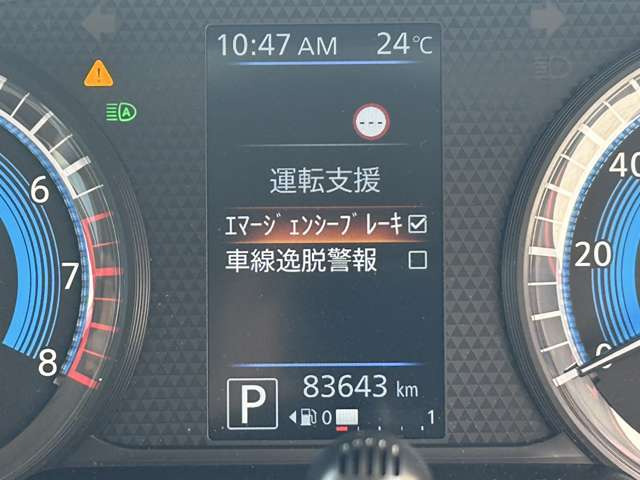 10:47 AM 24℃
A
---
運転支援
ｴﾏｰｼﾞｪﾝｼｰﾌﾞﾚｰｷ
車線逸脱警報
6
7
8
40
20
0
P 83643 km
0 1